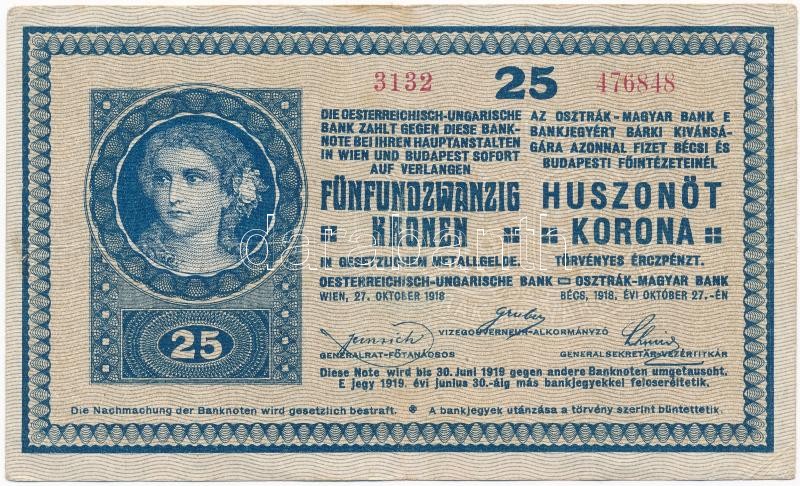 3132 25 476848
DIE OESTERREICHISCH-UNGARISCHE
BANK ZAHLT GEGEN DIESE BANK-
NOTE BEI IHREN HAUPTANSTALTEN
IN WIEN UND BUDAPEST SOFORT
AUF VERLANGEN
FÜNFUNDZWANZIG
KRONEN
IN GESETZLICHEM METALLGELDE.
AZ OSZTRÁK-MAGYAR BANK E
BANKJEGYÉRT BÁRKI KIVÁNSÁ-
GÁRA AZONNAL FIZET BÉCSI ÉS
BUDAPESTI FŐINTÉZETEINÉL
HUSZONÖT
KORONA
TÖRVÉNYES ÉRCZPÉNZT.
OESTERREICHISCH-UNGARISCHE BANK OSZTRÁK-MAGYAR BANK
WIEN, 27. OKTOBER 1918 BÉCS, 1918. ÉVI OKTOBER 27.-ÉN
Gruber
VIZEGOUVERNEUR-ALKORMÁNYZÓ
GENERALRAT-FŐTANÁCSOS GENERALSEKRETÄR-VEZÉRTITKÁR
Diese Note wird bis 30. Juni 1919 gegen andere Banknoten umgetauscht.
E jegy 1919. évi junius 30.-áig más bankjegyekkel felcseréltetik.
25
Die Nachmachung der Banknoten wird gesetzlich bestraft. A bankjegyek utánzása a törvény szerint büntettetik.
darabanth